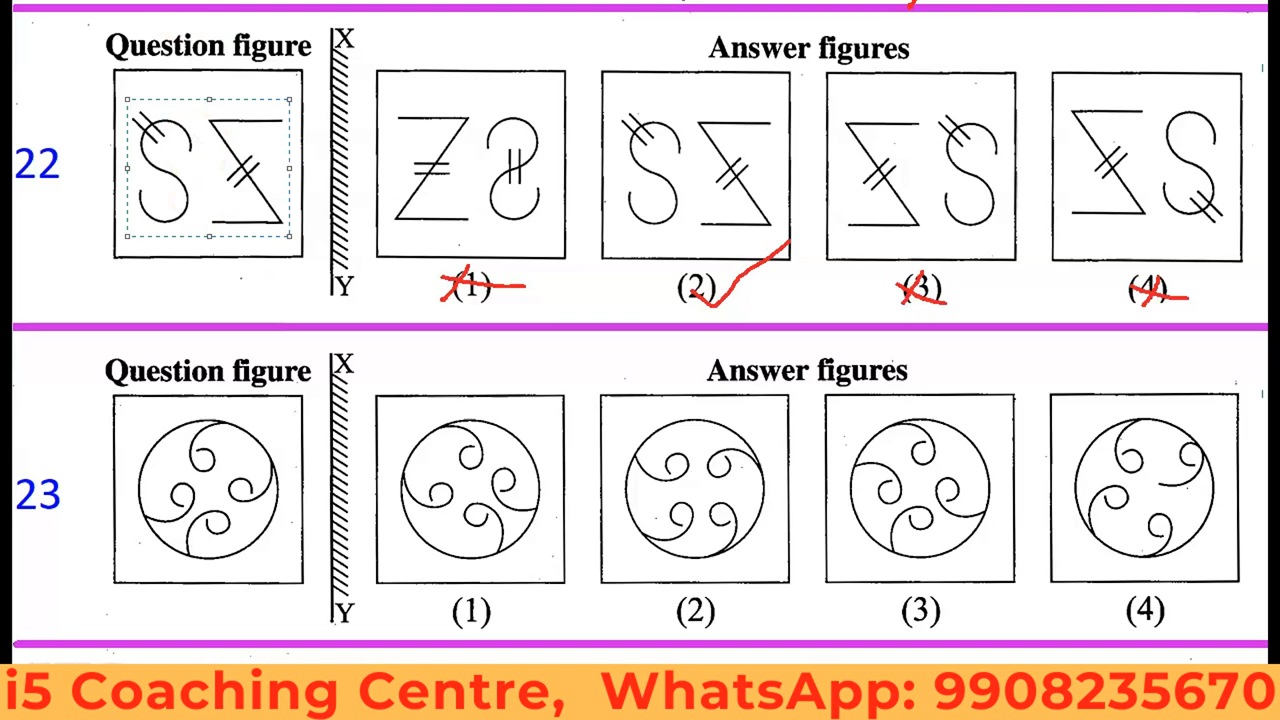 Question figure X Answer figures
22
Y (1) (2) (3) (4)
Question figure X Answer figures
23
Y (1) (2) (3) (4)
i5 Coaching Centre, WhatsApp: 9908235670